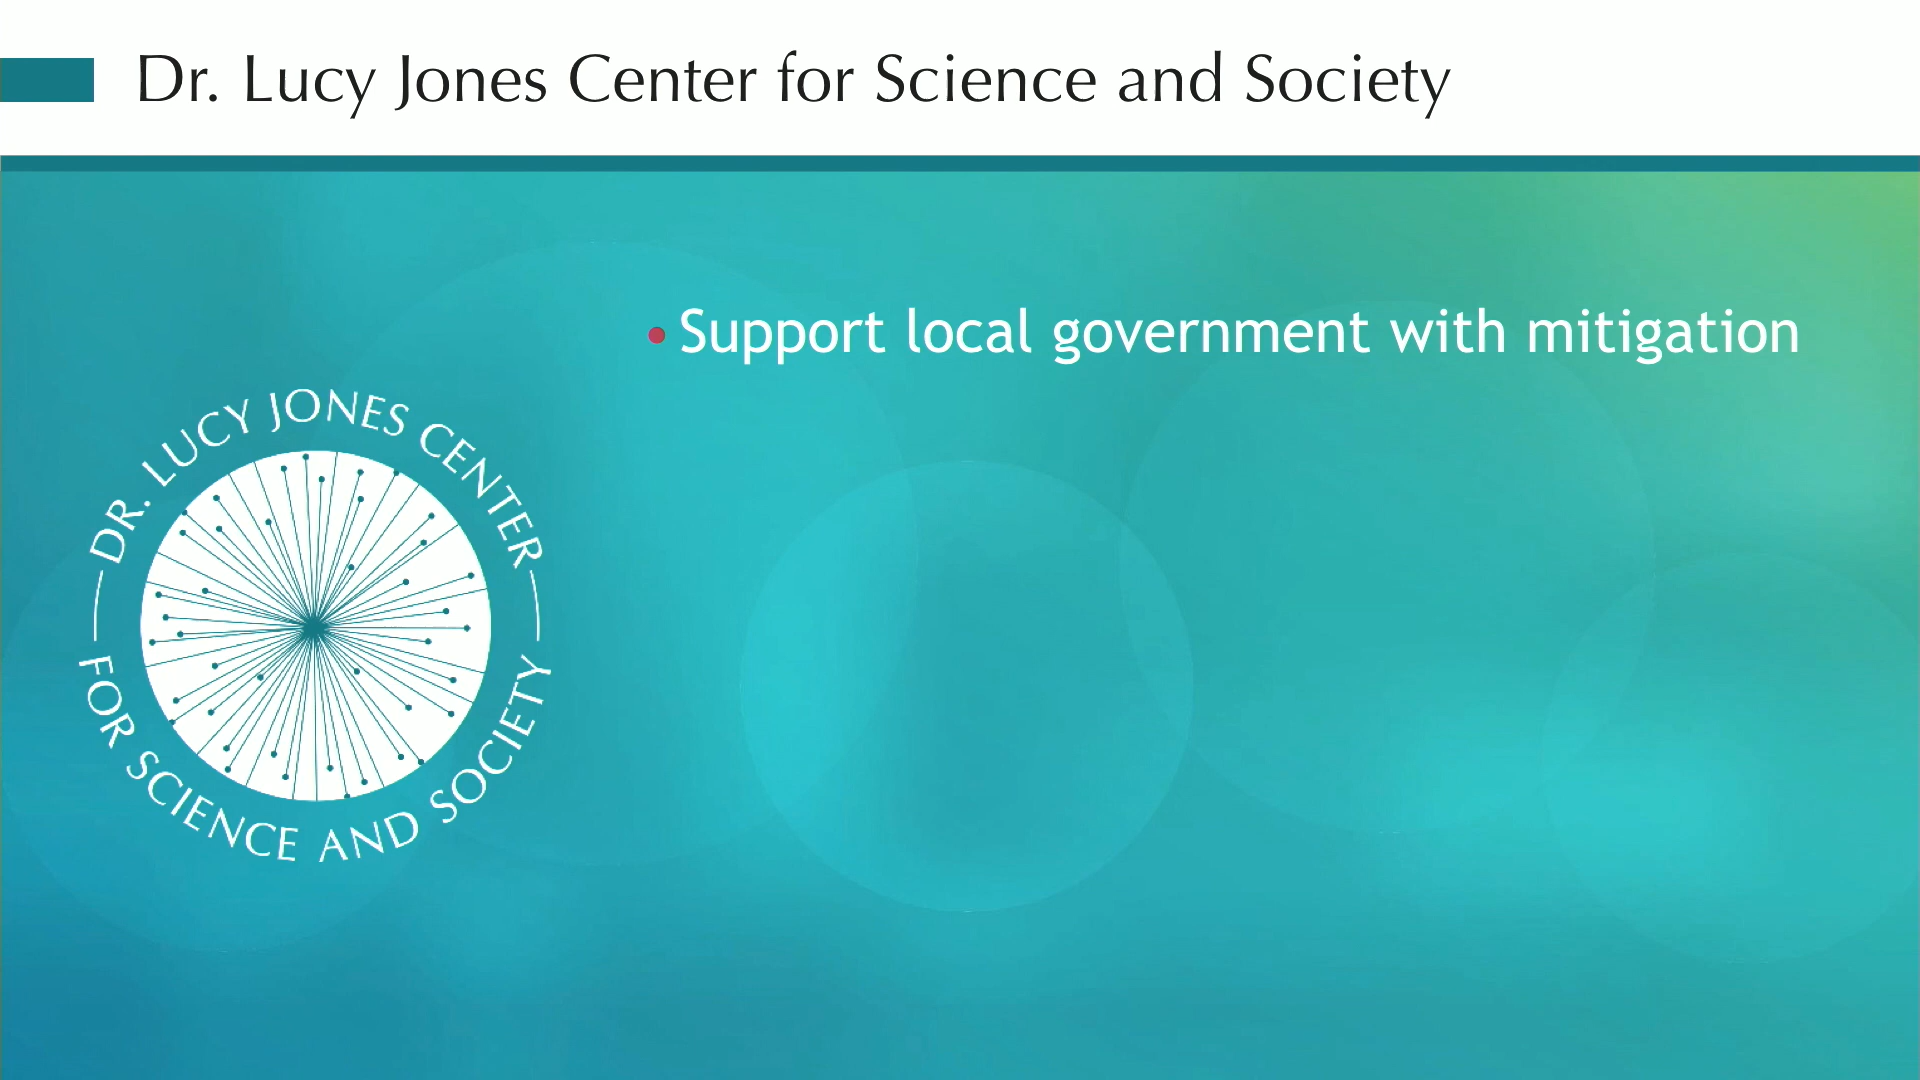 Dr. Lucy Jones Center for Science and Society
• Support local government with mitigation
DR. LUCY JONES CENTER
FOR SCIENCE AND SOCIETY